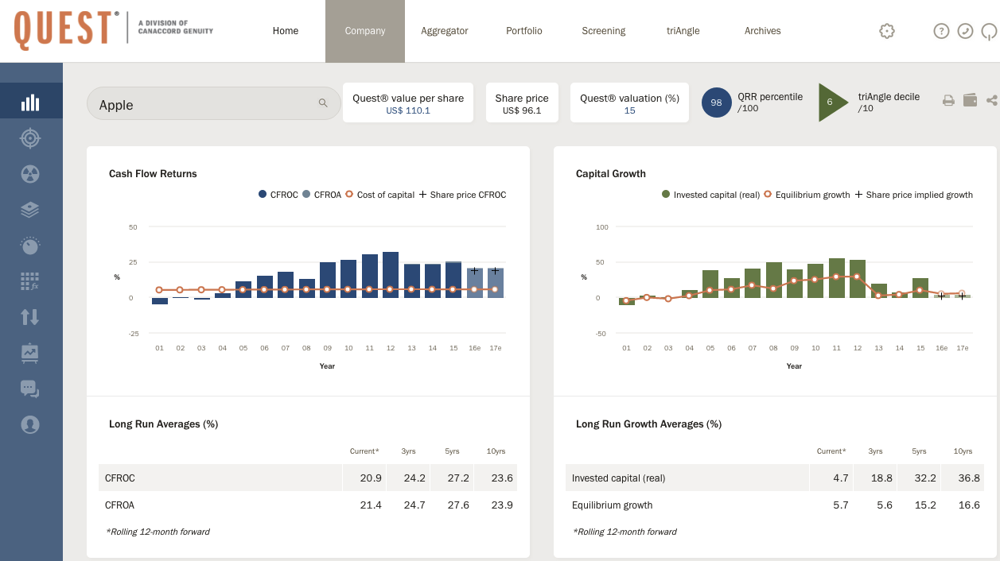 QUEST®
A DIVISION OF
CANACCORD GENUITY
Home
Company
Aggregator
Portfolio
Screening
triAngle
Archives
?
Apple
Quest® value per share
US$ 110.1
Share price
US$ 96.1
Quest® valuation (%)
15
98
QRR percentile
/100
6
triAngle decile
/10
fx
Cash Flow Returns
CFROC CFROA Cost of capital Share price CFROC
50
25
%
0
-25
01 02 03 04 05 06 07 08 09 10 11 12 13 14 15 16e 17e
Year
Long Run Averages (%)
Current* 3yrs 5yrs 10yrs
CFROC 20.9 24.2 27.2 23.6
CFROA 21.4 24.7 27.6 23.9
*Rolling 12-month forward
Capital Growth
Invested capital (real) Equilibrium growth Share price implied growth
100
50
%
0
-50
01 02 03 04 05 06 07 08 09 10 11 12 13 14 15 16e 17e
Year
Long Run Growth Averages (%)
Current* 3yrs 5yrs 10yrs
Invested capital (real) 4.7 18.8 32.2 36.8
Equilibrium growth 5.7 5.6 15.2 16.6
*Rolling 12-month forward